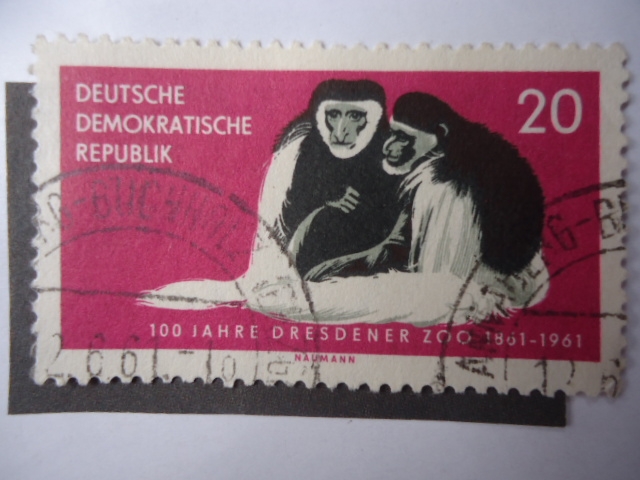 DEUTSCHE
DEMOKRATISCHE
REPUBLIK
20
100 JAHRE DRESDENER ZOO 1861-1961
NAUMANN